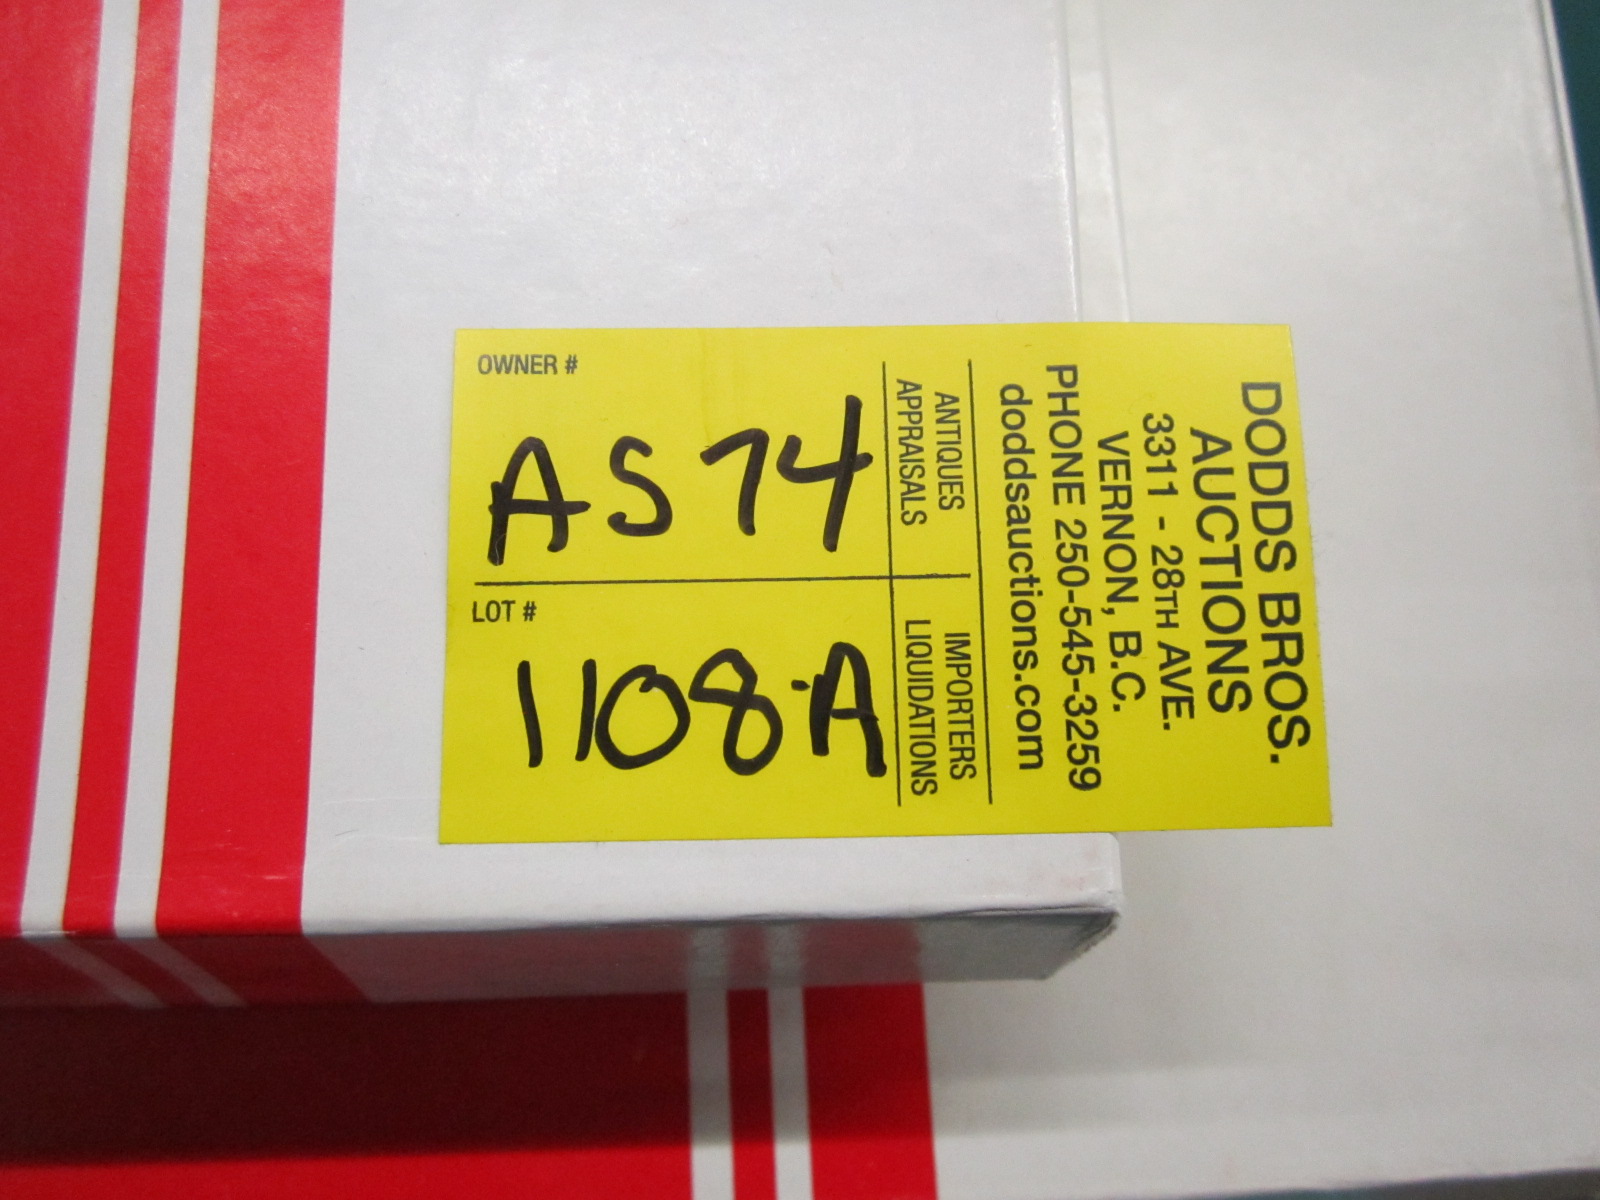 DODDS BROS.
AUCTIONS
3311 - 28TH AVE.
VERNON, B.C.
PHONE 250-545-3259
doddsauctions.com
ANTIQUES
APPRAISALS
IMPORTERS
LIQUIDATIONS
OWNER #
AS74
LOT #
1108-A